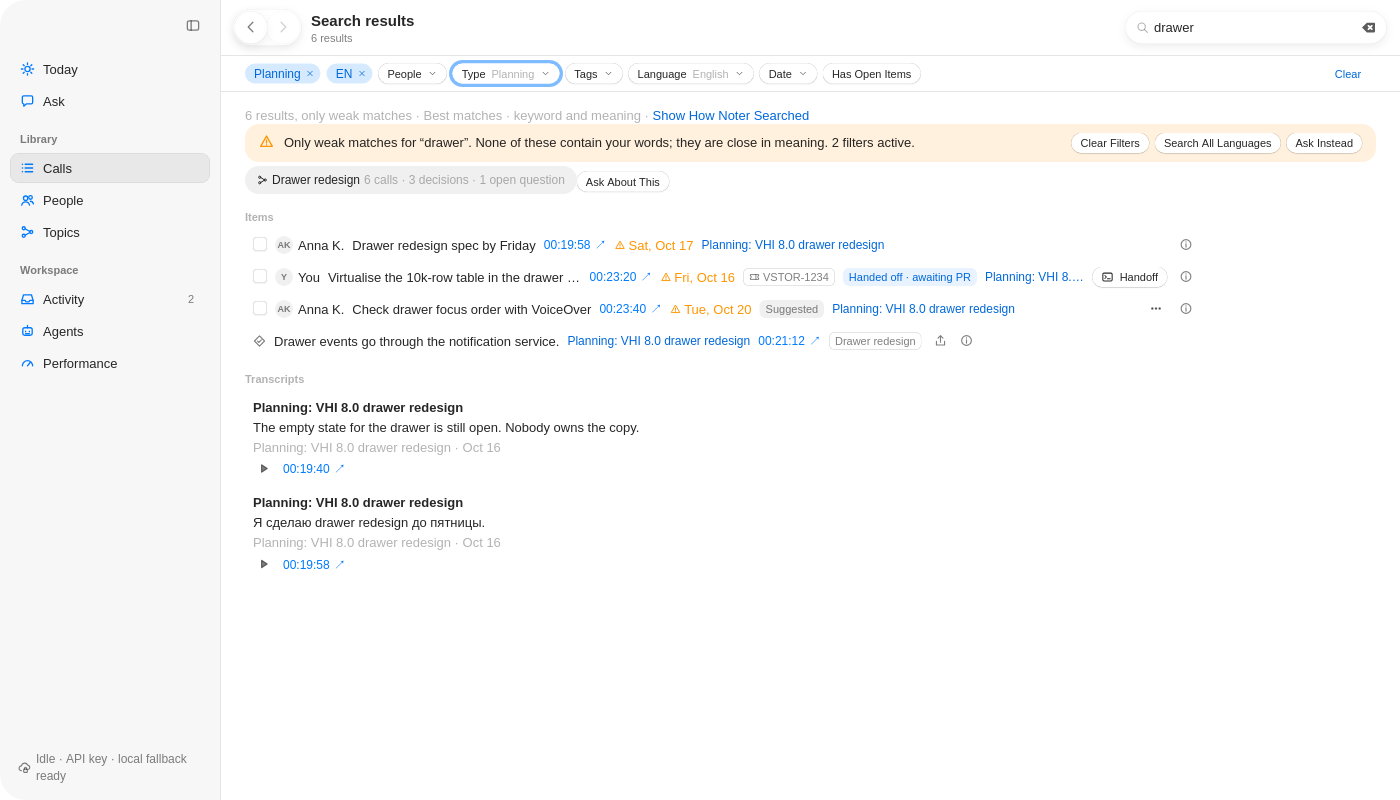 Search results
6 results
drawer
Today
Ask
Library
Calls
People
Topics
Workspace
Activity 2
Agents
Performance
Idle · API key · local fallback
ready
Planning × EN × People Type Planning Tags Language English Date Has Open Items Clear
6 results, only weak matches · Best matches · keyword and meaning · Show How Noter Searched
Only weak matches for “drawer”. None of these contain your words; they are close in meaning. 2 filters active. Clear Filters Search All Languages Ask Instead
Drawer redesign 6 calls · 3 decisions · 1 open question Ask About This
Items
AK Anna K. Drawer redesign spec by Friday 00:19:58 Sat, Oct 17 Planning: VHI 8.0 drawer redesign
Y You Virtualise the 10k-row table in the drawer … 00:23:20 Fri, Oct 16 VSTOR-1234 Handed off · awaiting PR Planning: VHI 8.… Handoff
AK Anna K. Check drawer focus order with VoiceOver 00:23:40 Tue, Oct 20 Suggested Planning: VHI 8.0 drawer redesign
Drawer events go through the notification service. Planning: VHI 8.0 drawer redesign 00:21:12 Drawer redesign
Transcripts
Planning: VHI 8.0 drawer redesign
The empty state for the drawer is still open. Nobody owns the copy.
Planning: VHI 8.0 drawer redesign · Oct 16
00:19:40
Planning: VHI 8.0 drawer redesign
Я сделаю drawer redesign до пятницы.
Planning: VHI 8.0 drawer redesign · Oct 16
00:19:58